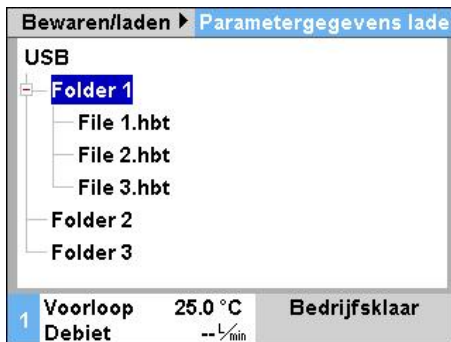 Bewaren/laden ▶ Parametergegevens lade
USB
Folder 1
File 1.hbt
File 2.hbt
File 3.hbt
Folder 2
Folder 3
1 Voorloop 25.0 °C Bedrijfsklaar
Debiet -- L/min